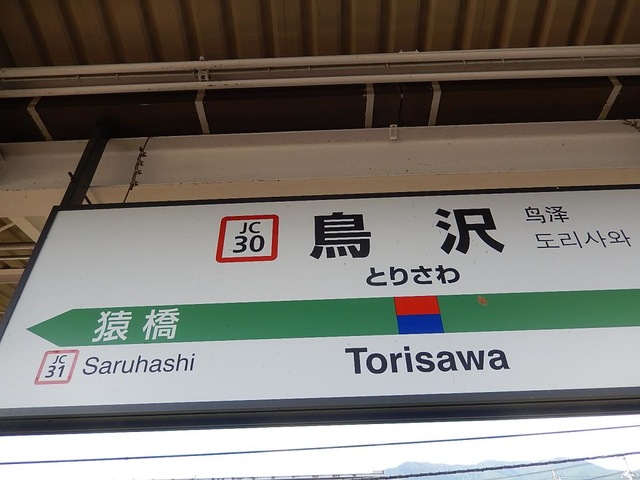 JC
30
鳥沢
鸟泽
도리사와
とりさわ
猿橋
JC
31
Saruhashi
Torisawa